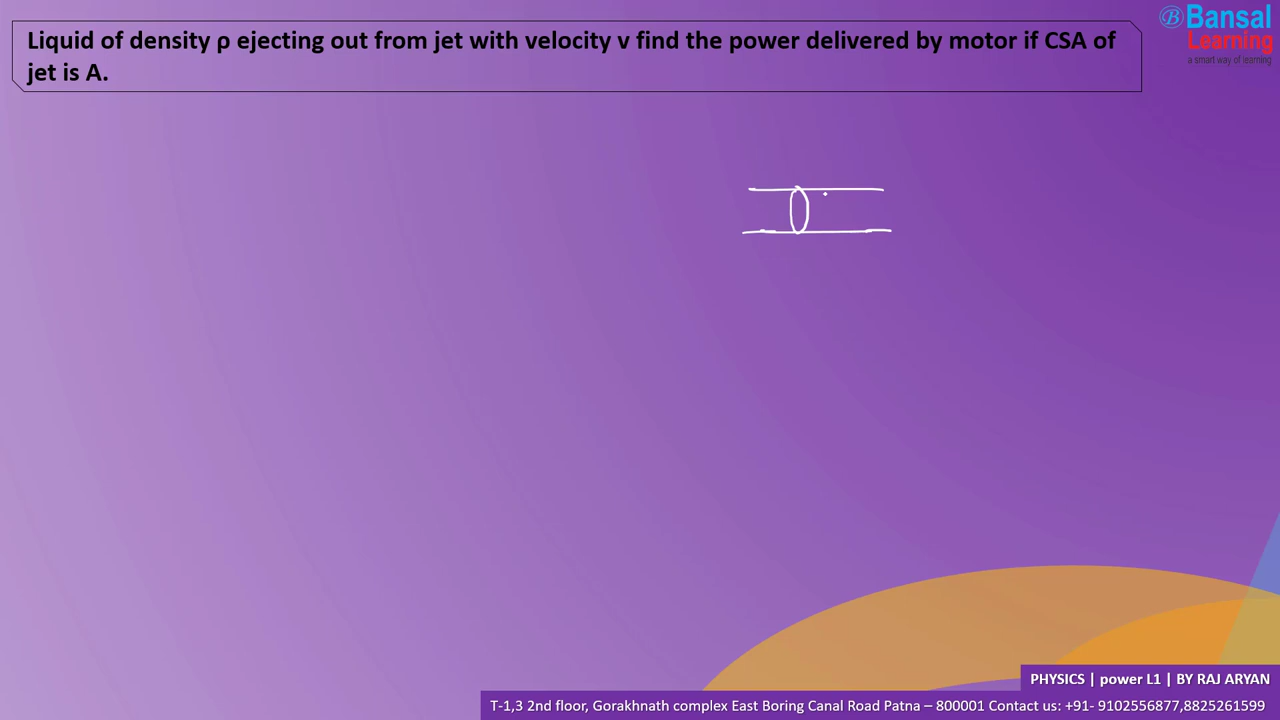 Liquid of density ρ ejecting out from jet with velocity v find the power delivered by motor if CSA of
jet is A.
B Bansal
Learning
a smart way of learning
PHYSICS | power L1 | BY RAJ ARYAN
T-1,3 2nd floor, Gorakhnath complex East Boring Canal Road Patna – 800001 Contact us: +91- 9102556877,8825261599